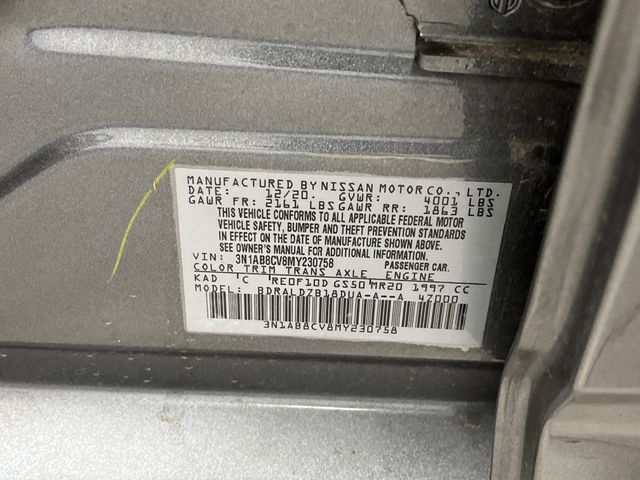 MANUFACTURED BY NISSAN MOTOR CO., LTD.
DATE: 12/20. GVWR: 4001 LBS
GAWR FR: 2161 LBS GAWR RR: 1863 LBS
THIS VEHICLE CONFORMS TO ALL APPLICABLE FEDERAL MOTOR
VEHICLE SAFETY, BUMPER AND THEFT PREVENTION STANDARDS
IN EFFECT ON THE DATE OF MANUFACTURE SHOWN ABOVE.
SEE OWNER'S MANUAL FOR ADDITIONAL INFORMATION.
VIN: 3N1AB8CV8MY230758 PASSENGER CAR.
COLOR TRIM TRANS AXLE ENGINE
KAD C RE0F10D GS50 MR20 1997 CC
MODEL: BDRALDZB18DUA-A--A 47000
3N1AB8CV8MY230758